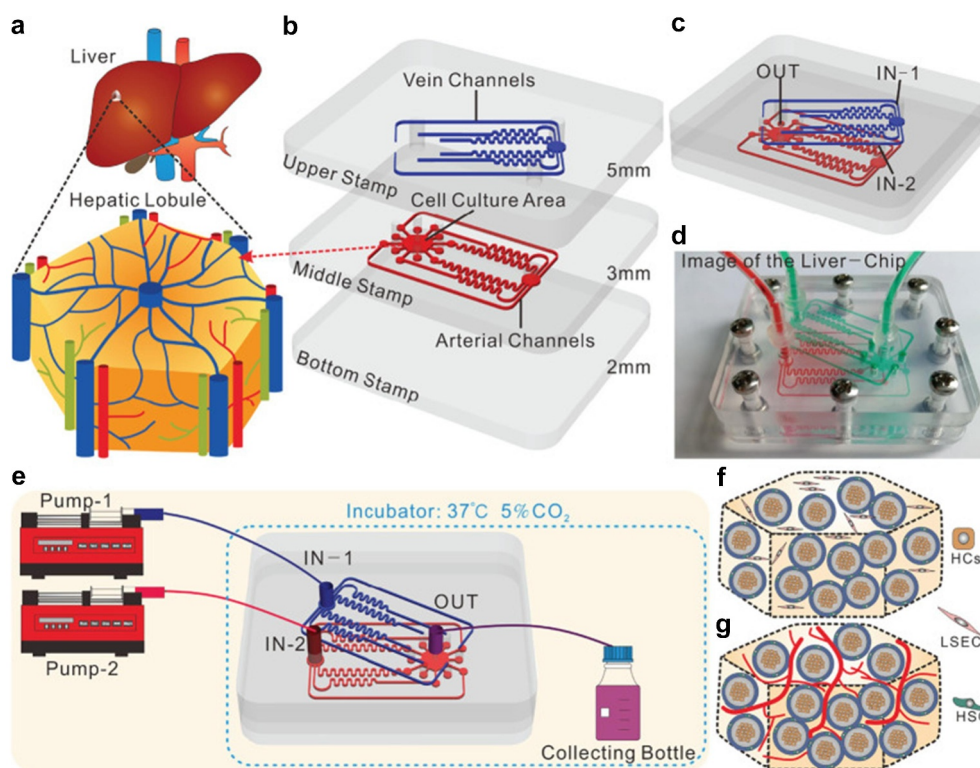 a
Liver
Hepatic Lobule
b
Vein Channels
Upper Stamp
5mm
Cell Culture Area
Middle Stamp
3mm
Arterial Channels
Bottom Stamp
2mm
c
OUT
IN-1
IN-2
d
Image of the Liver-Chip
e
Pump-1
Pump-2
Incubator: 37℃ 5%CO₂
IN-1
OUT
IN-2
Collecting Bottle
f
HCs
LSEC
g
HSC